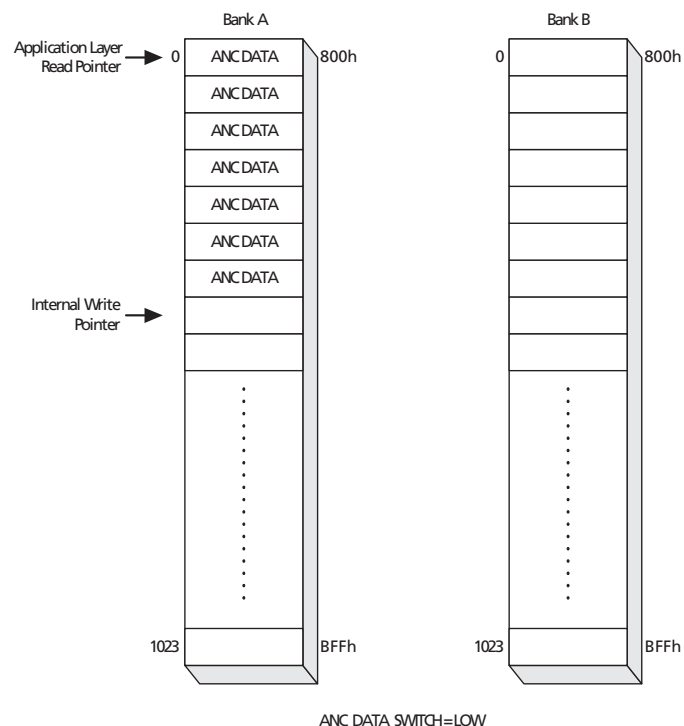 Bank A
Bank B
Application Layer
Read Pointer
0
ANC DATA
800h
0
800h
ANC DATA
ANC DATA
ANC DATA
ANC DATA
ANC DATA
ANC DATA
Internal Write
Pointer
1023
BFFh
1023
BFFh
ANC DATA SWITCH = LOW